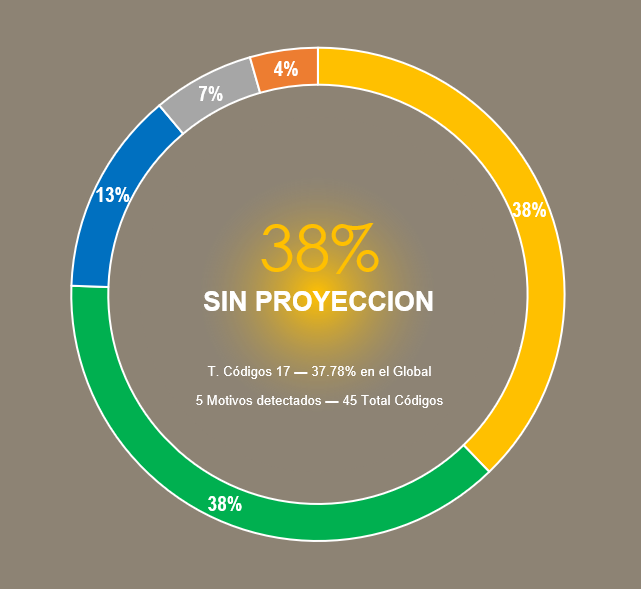 4%
7%
13%
38%
38%
SIN PROYECCION
T. Códigos 17 — 37.78% en el Global
5 Motivos detectados — 45 Total Códigos
38%